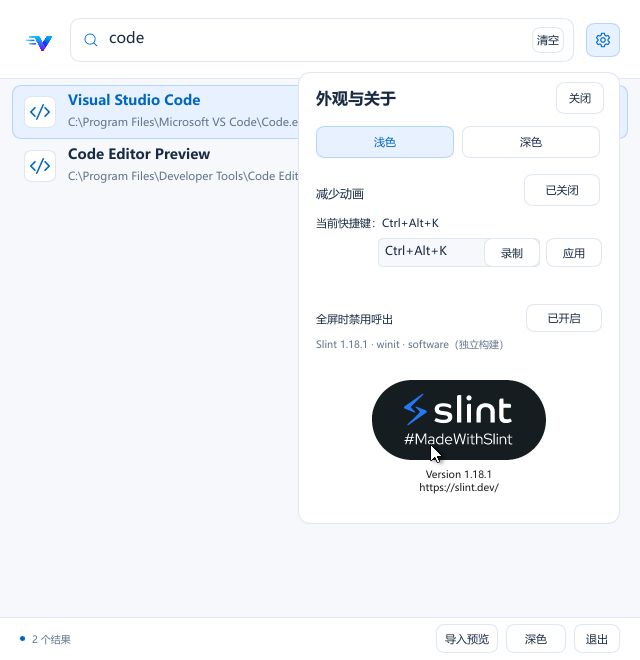 code
清空
Visual Studio Code
C:\Program Files\Microsoft VS Code\Code.e
Code Editor Preview
C:\Program Files\Developer Tools\Code Edit
外观与关于
关闭
浅色
深色
减少动画
已关闭
当前快捷键：Ctrl+Alt+K
Ctrl+Alt+K
录制
应用
全屏时禁用呼出
已开启
Slint 1.18.1 · winit · software（独立构建）
slint
#MadeWithSlint
Version 1.18.1
https://slint.dev/
2 个结果
导入预览
深色
退出